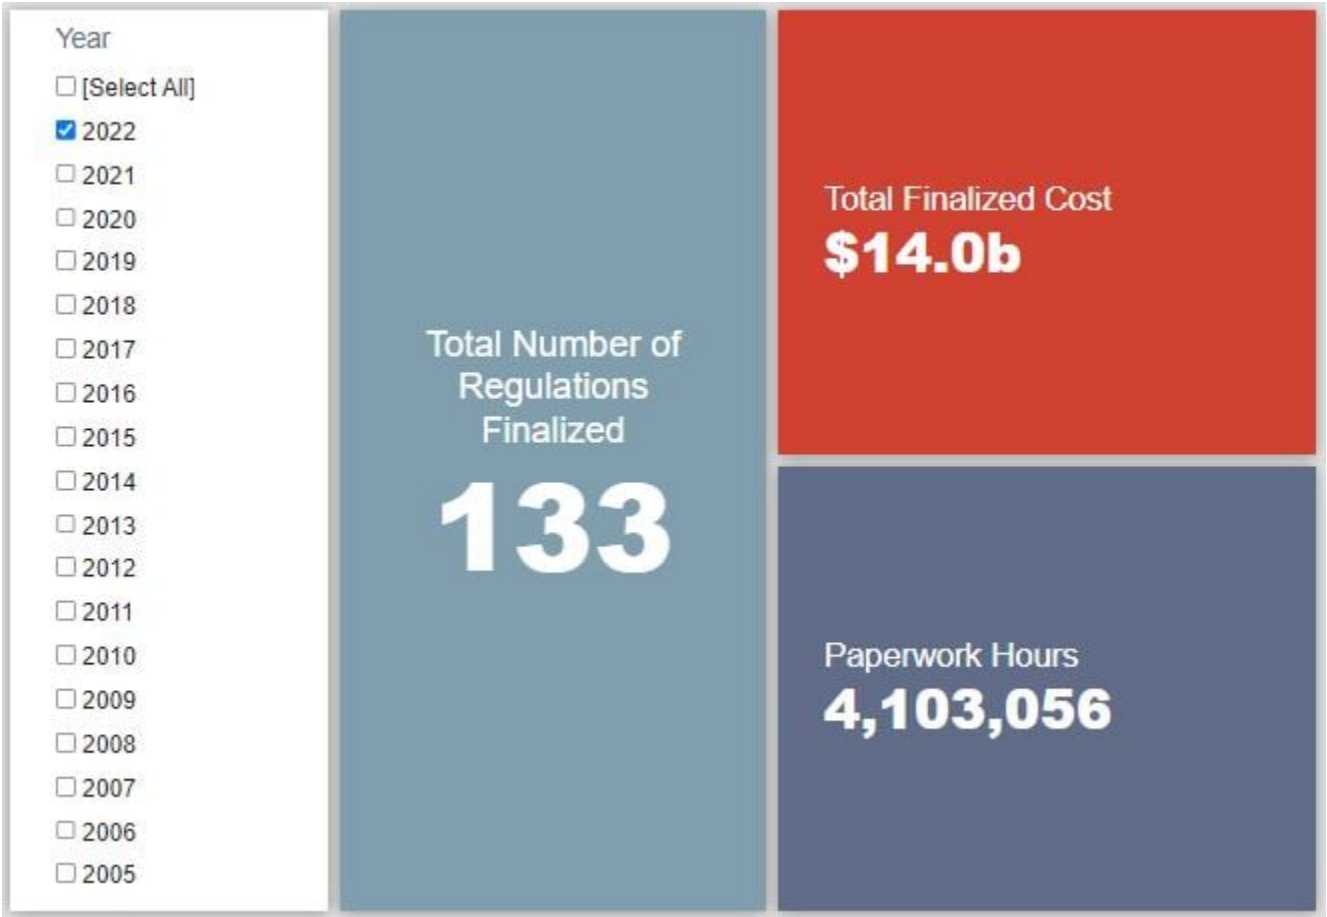 Year
[Select All]
2022
2021
2020
2019
2018
2017
2016
2015
2014
2013
2012
2011
2010
2009
2008
2007
2006
2005
Total Number of
Regulations
Finalized
133
Total Finalized Cost
$14.0b
Paperwork Hours
4,103,056